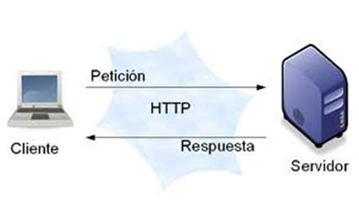 Petición
HTTP
Cliente
Respuesta
Servidor